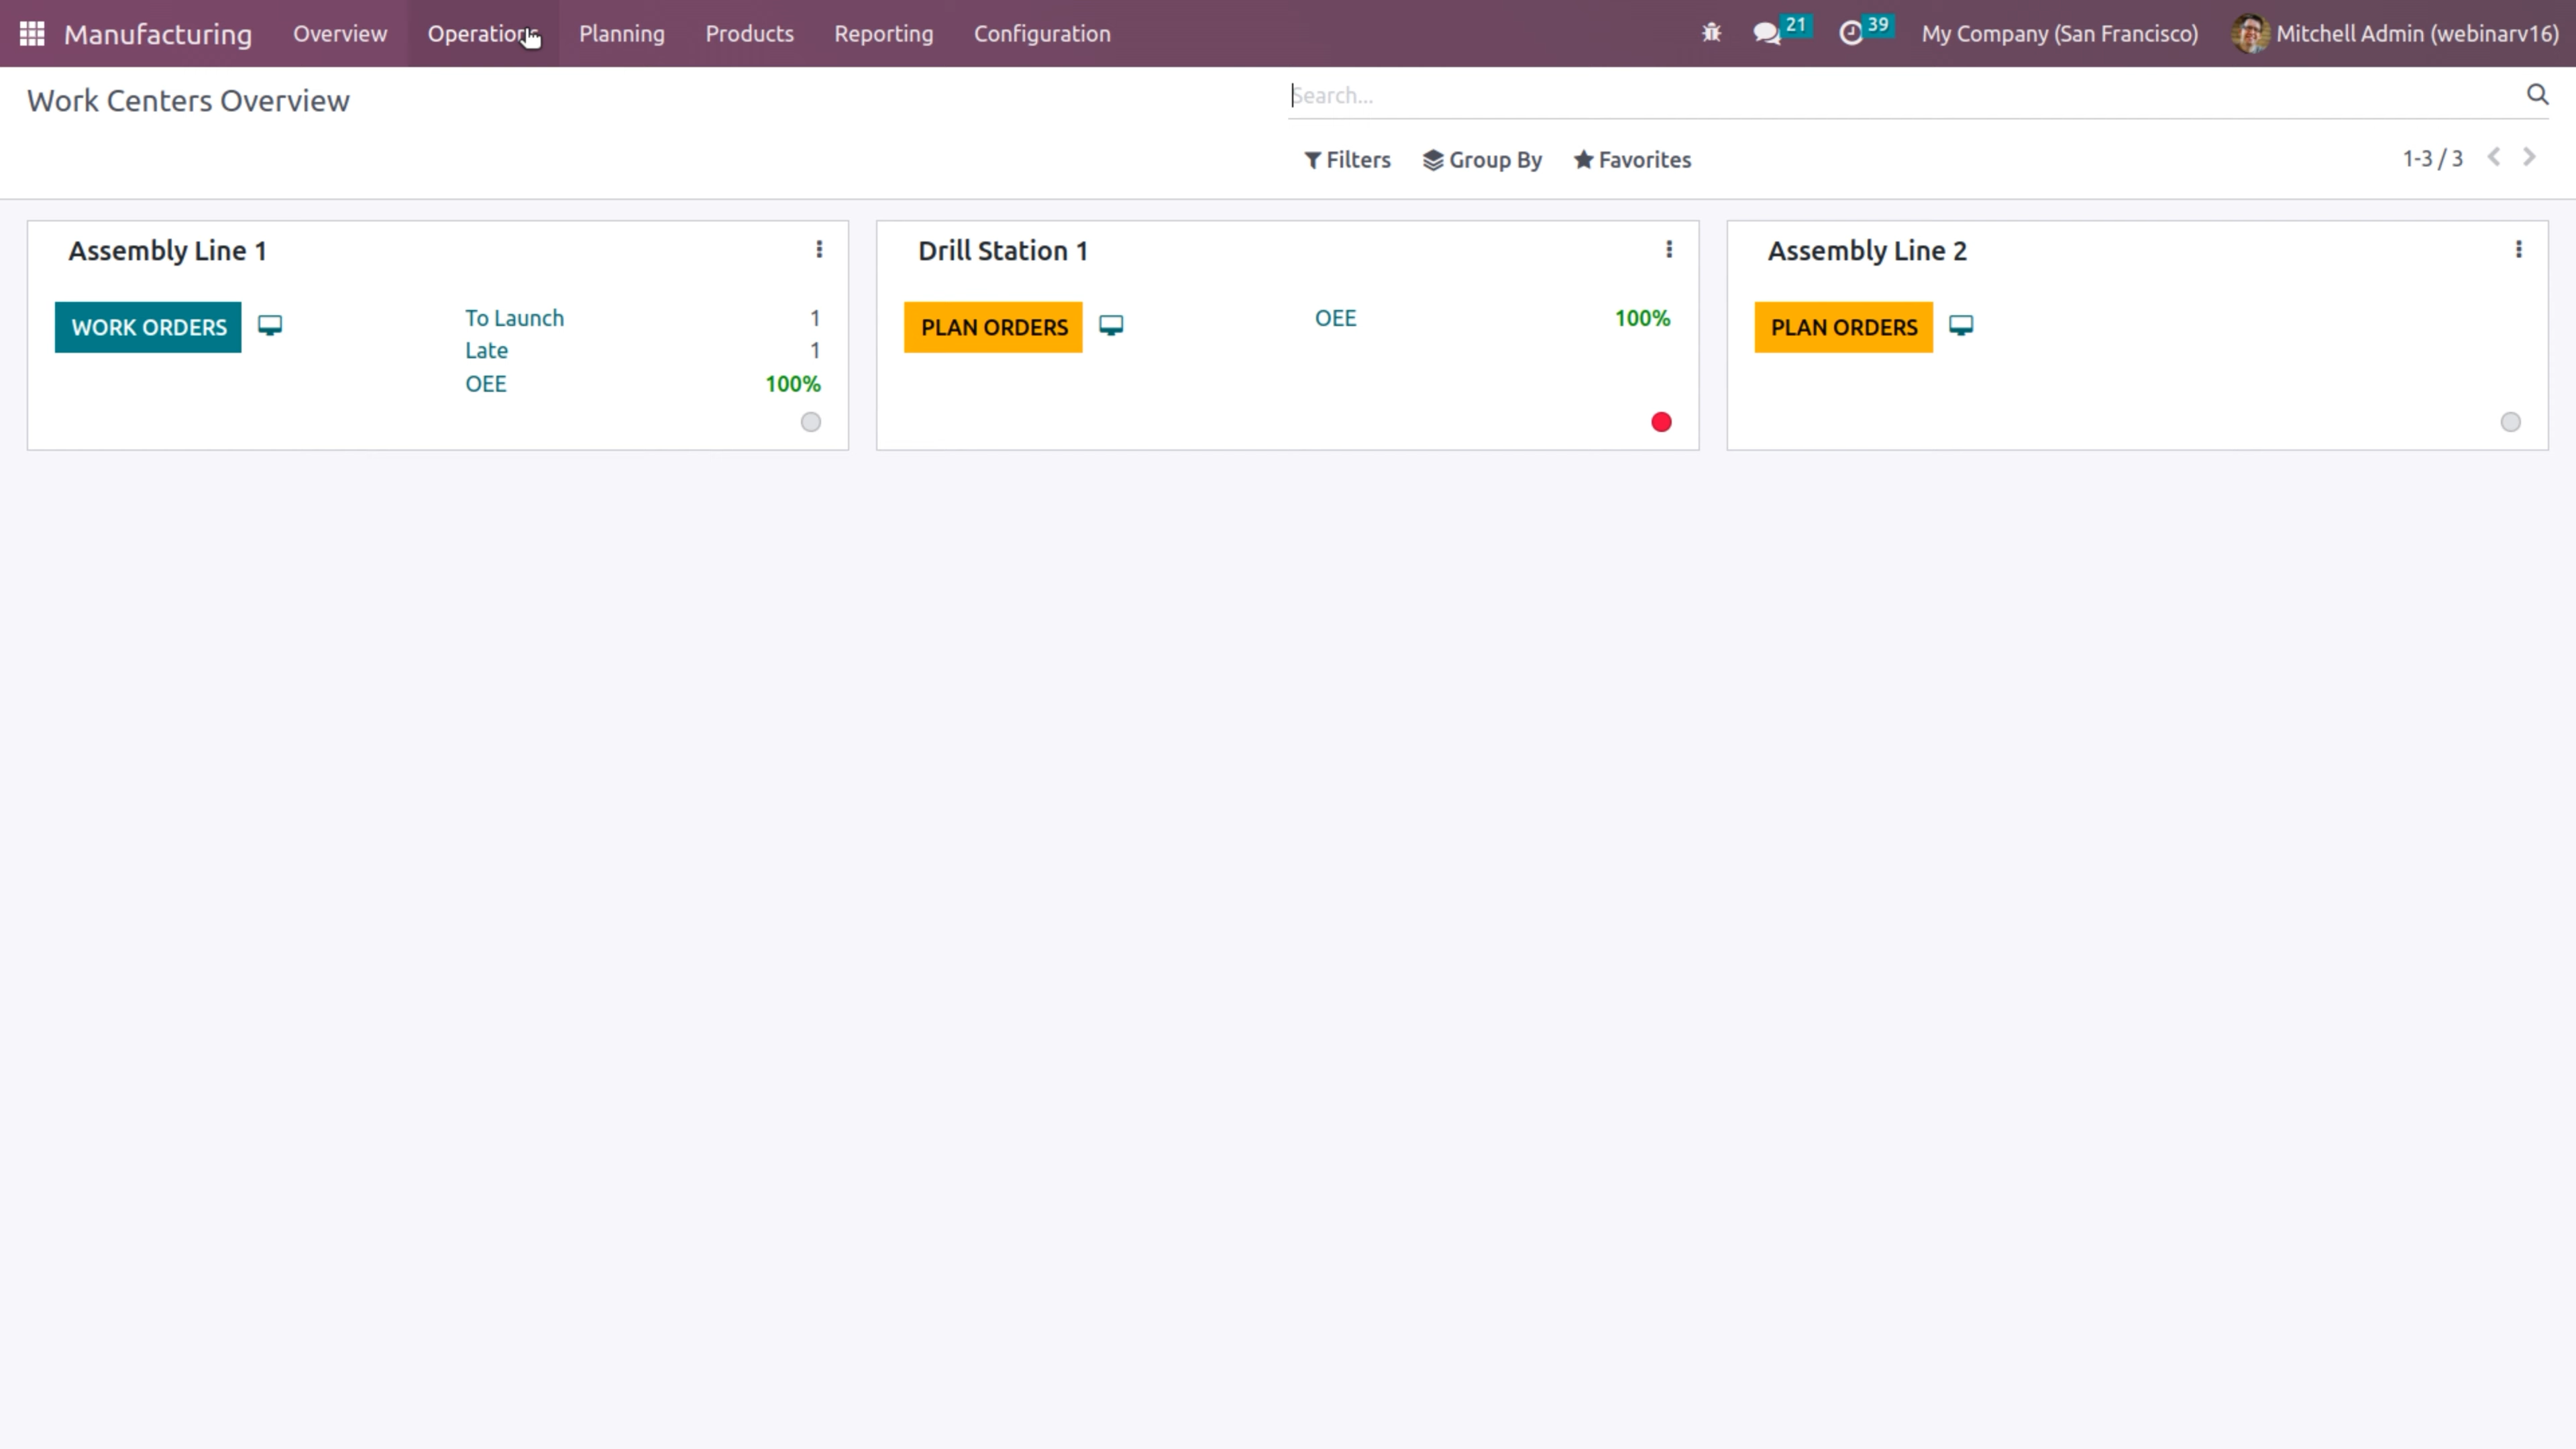 Manufacturing Overview Operations Planning Products Reporting Configuration 21 39 My Company (San Francisco) Mitchell Admin (webinarv16)
Work Centers Overview
Search...
Filters Group By Favorites 1-3 / 3
Assembly Line 1
WORK ORDERS
To Launch 1
Late 1
OEE 100%
Drill Station 1
PLAN ORDERS
OEE 100%
Assembly Line 2
PLAN ORDERS